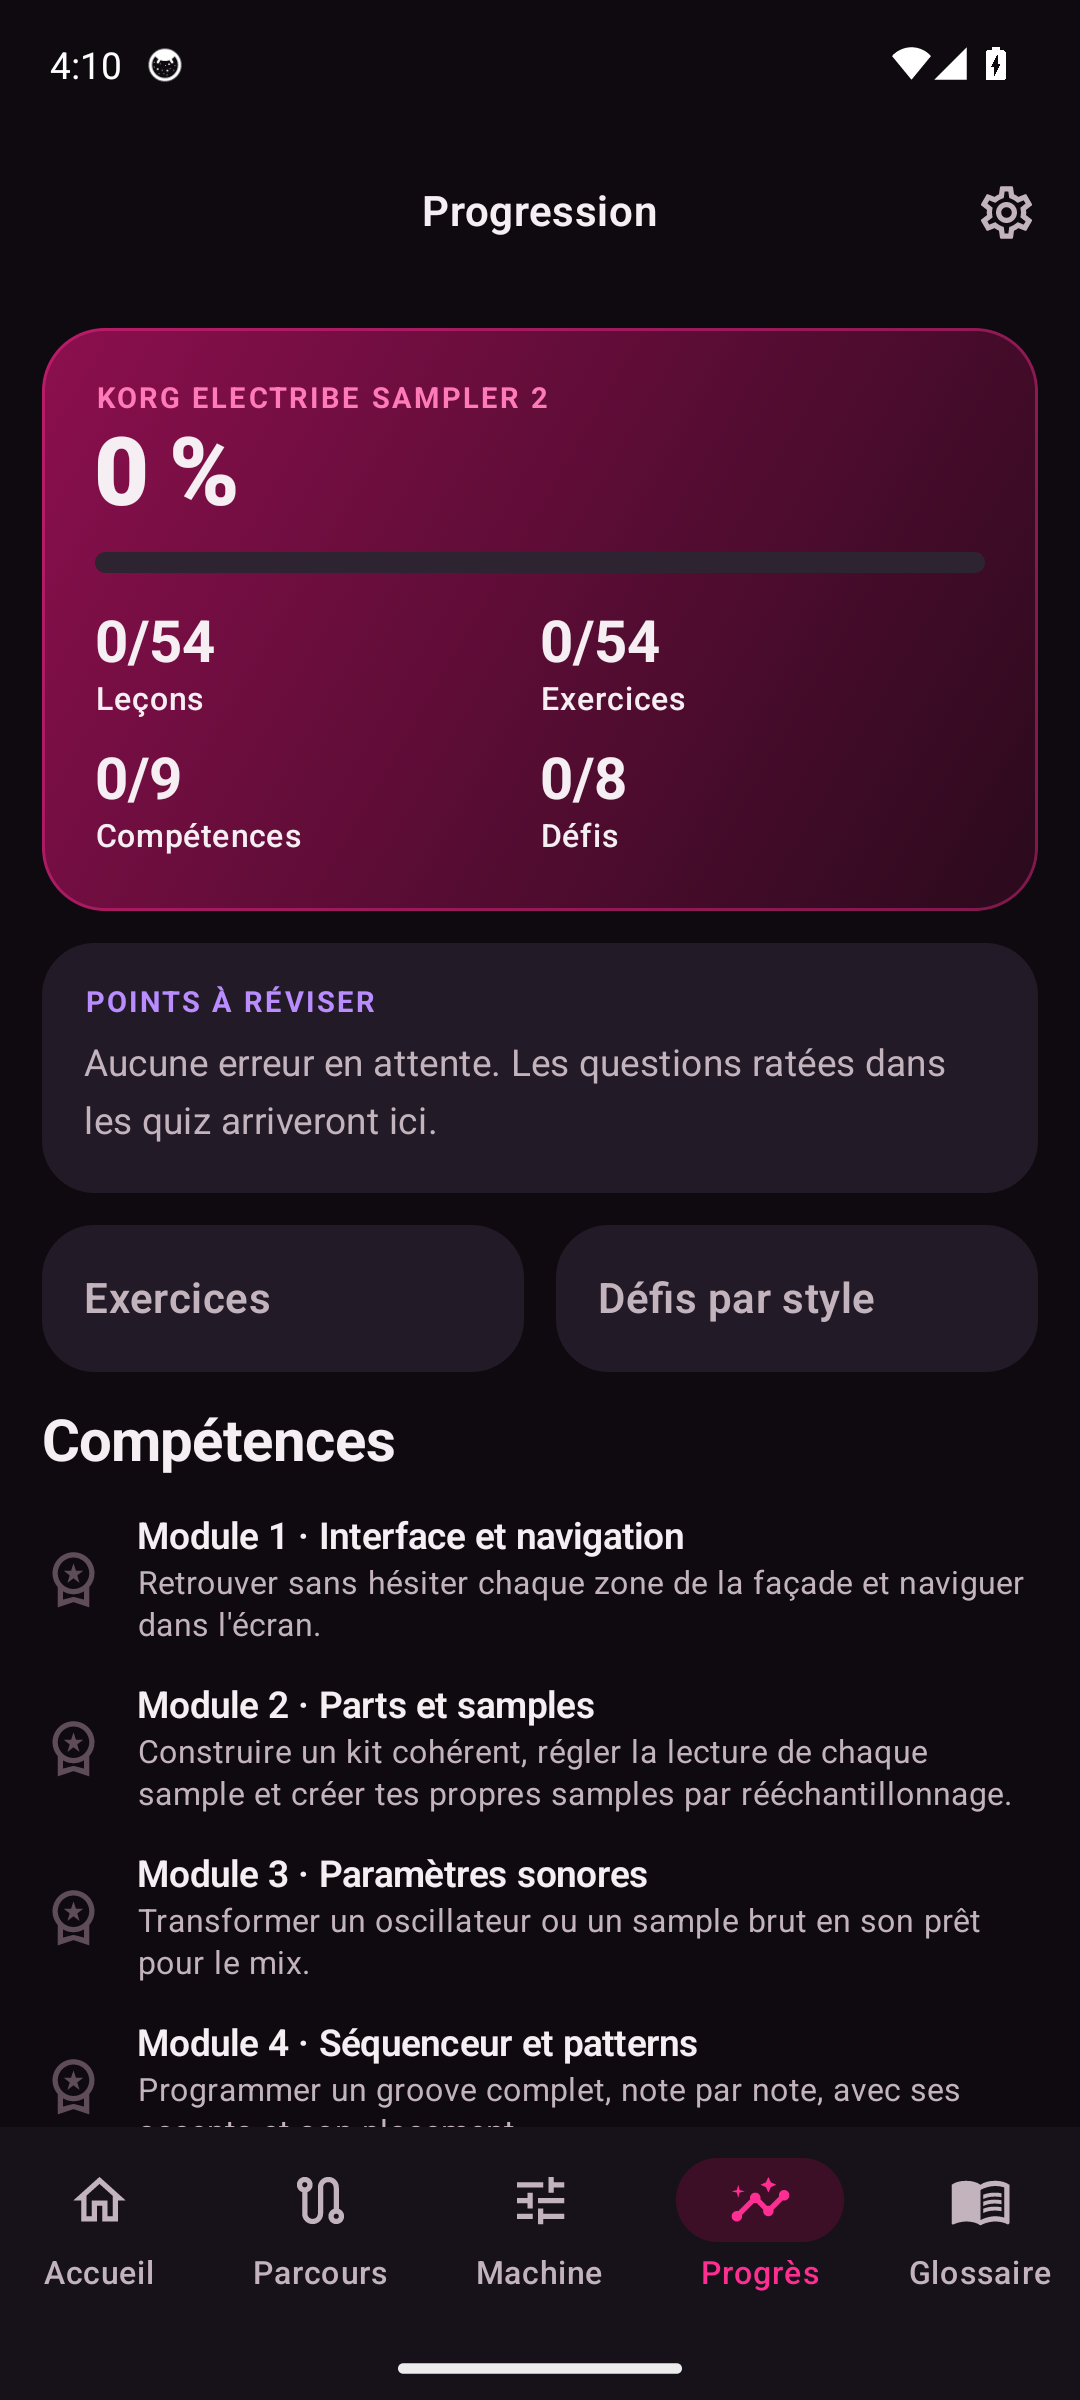 4:10
Progression
KORG ELECTRIBE SAMPLER 2
0 %
0/54
Leçons
0/54
Exercices
0/9
Compétences
0/8
Défis
POINTS À RÉVISER
Aucune erreur en attente. Les questions ratées dans
les quiz arriveront ici.
Exercices
Défis par style
Compétences
Module 1 · Interface et navigation
Retrouver sans hésiter chaque zone de la façade et naviguer
dans l'écran.
Module 2 · Parts et samples
Construire un kit cohérent, régler la lecture de chaque
sample et créer tes propres samples par rééchantillonnage.
Module 3 · Paramètres sonores
Transformer un oscillateur ou un sample brut en son prêt
pour le mix.
Module 4 · Séquenceur et patterns
Programmer un groove complet, note par note, avec ses
Accueil
Parcours
Machine
Progrès
Glossaire